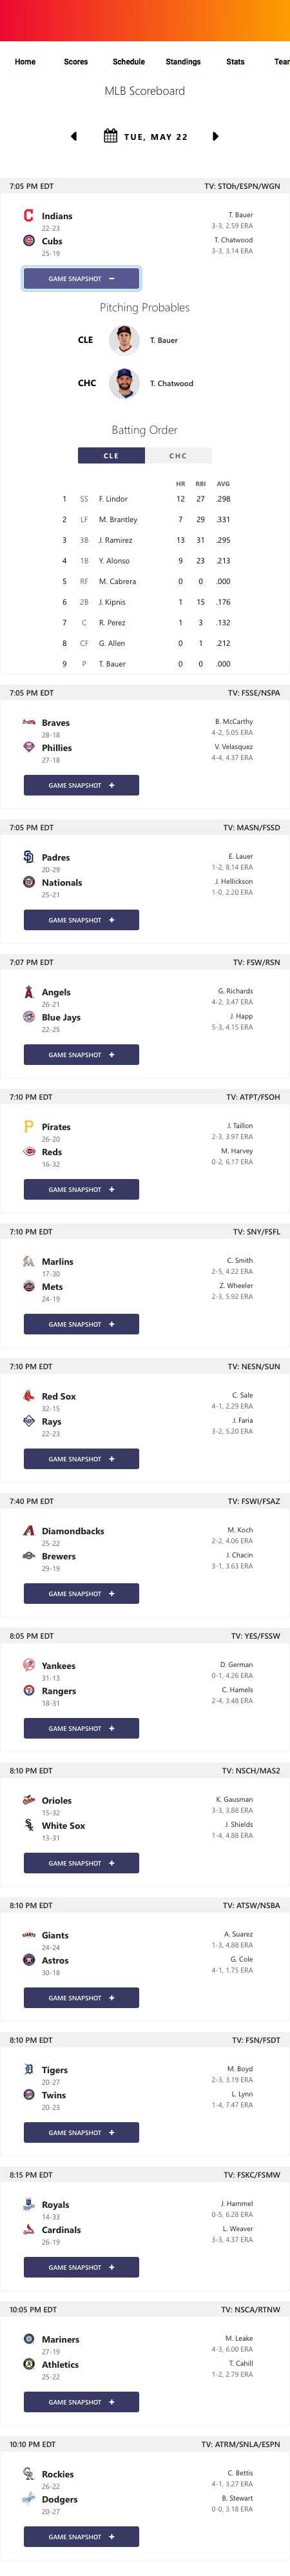 Home Scores Schedule Standings Stats Tear
MLB Scoreboard
TUE, MAY 22
7:05 PM EDT TV: STOh/ESPN/WGN
Indians T. Bauer
22-23 3-3, 2.59 ERA
Cubs T. Chatwood
25-19 3-3, 3.14 ERA
GAME SNAPSHOT −
Pitching Probables
CLE T. Bauer
CHC T. Chatwood
Batting Order
CLE CHC
HR RBI AVG
1 SS F. Lindor 12 27 .298
2 LF M. Brantley 7 29 .331
3 3B J. Ramirez 13 31 .295
4 1B Y. Alonso 9 23 .213
5 RF M. Cabrera 0 0 .000
6 2B J. Kipnis 1 15 .176
7 C R. Perez 1 3 .132
8 CF G. Allen 0 1 .212
9 P T. Bauer 0 0 .000
7:05 PM EDT TV: FSSE/NSPA
Braves B. McCarthy
28-18 4-2, 5.05 ERA
Phillies V. Velasquez
27-18 4-4, 4.37 ERA
GAME SNAPSHOT +
7:05 PM EDT TV: MASN/FSSD
Padres E. Lauer
20-29 1-2, 8.14 ERA
Nationals J. Hellickson
25-21 1-0, 2.20 ERA
GAME SNAPSHOT +
7:07 PM EDT TV: FSW/RSN
Angels G. Richards
26-21 4-2, 3.47 ERA
Blue Jays J. Happ
22-25 5-3, 4.15 ERA
GAME SNAPSHOT +
7:10 PM EDT TV: ATPT/FSOH
Pirates J. Taillon
26-20 2-3, 3.97 ERA
Reds M. Harvey
16-32 0-2, 6.17 ERA
GAME SNAPSHOT +
7:10 PM EDT TV: SNY/FSFL
Marlins C. Smith
17-30 2-5, 4.22 ERA
Mets Z. Wheeler
24-19 2-3, 5.92 ERA
GAME SNAPSHOT +
7:10 PM EDT TV: NESN/SUN
Red Sox C. Sale
32-15 4-1, 2.29 ERA
Rays J. Faria
22-23 3-2, 5.20 ERA
GAME SNAPSHOT +
7:40 PM EDT TV: FSWI/FSAZ
Diamondbacks M. Koch
25-22 2-2, 4.06 ERA
Brewers J. Chacin
29-19 3-1, 3.63 ERA
GAME SNAPSHOT +
8:05 PM EDT TV: YES/FSSW
Yankees D. German
31-13 0-1, 4.26 ERA
Rangers C. Hamels
18-31 2-4, 3.48 ERA
GAME SNAPSHOT +
8:10 PM EDT TV: NSCH/MAS2
Orioles K. Gausman
15-32 3-3, 3.88 ERA
White Sox J. Shields
13-31 1-4, 4.88 ERA
GAME SNAPSHOT +
8:10 PM EDT TV: ATSW/NSBA
Giants A. Suarez
24-24 1-3, 4.88 ERA
Astros G. Cole
30-18 4-1, 1.75 ERA
GAME SNAPSHOT +
8:10 PM EDT TV: FSN/FSDT
Tigers M. Boyd
20-27 2-3, 3.19 ERA
Twins L. Lynn
20-23 1-4, 7.47 ERA
GAME SNAPSHOT +
8:15 PM EDT TV: FSKC/FSMW
Royals J. Hammel
14-33 0-5, 6.28 ERA
Cardinals L. Weaver
26-19 3-3, 4.37 ERA
GAME SNAPSHOT +
10:05 PM EDT TV: NSCA/RTNW
Mariners M. Leake
27-19 4-3, 6.00 ERA
Athletics T. Cahill
25-22 1-2, 2.79 ERA
GAME SNAPSHOT +
10:10 PM EDT TV: ATRM/SNLA/ESPN
Rockies C. Bettis
26-22 4-1, 3.27 ERA
Dodgers B. Stewart
20-27 0-0, 3.18 ERA
GAME SNAPSHOT +